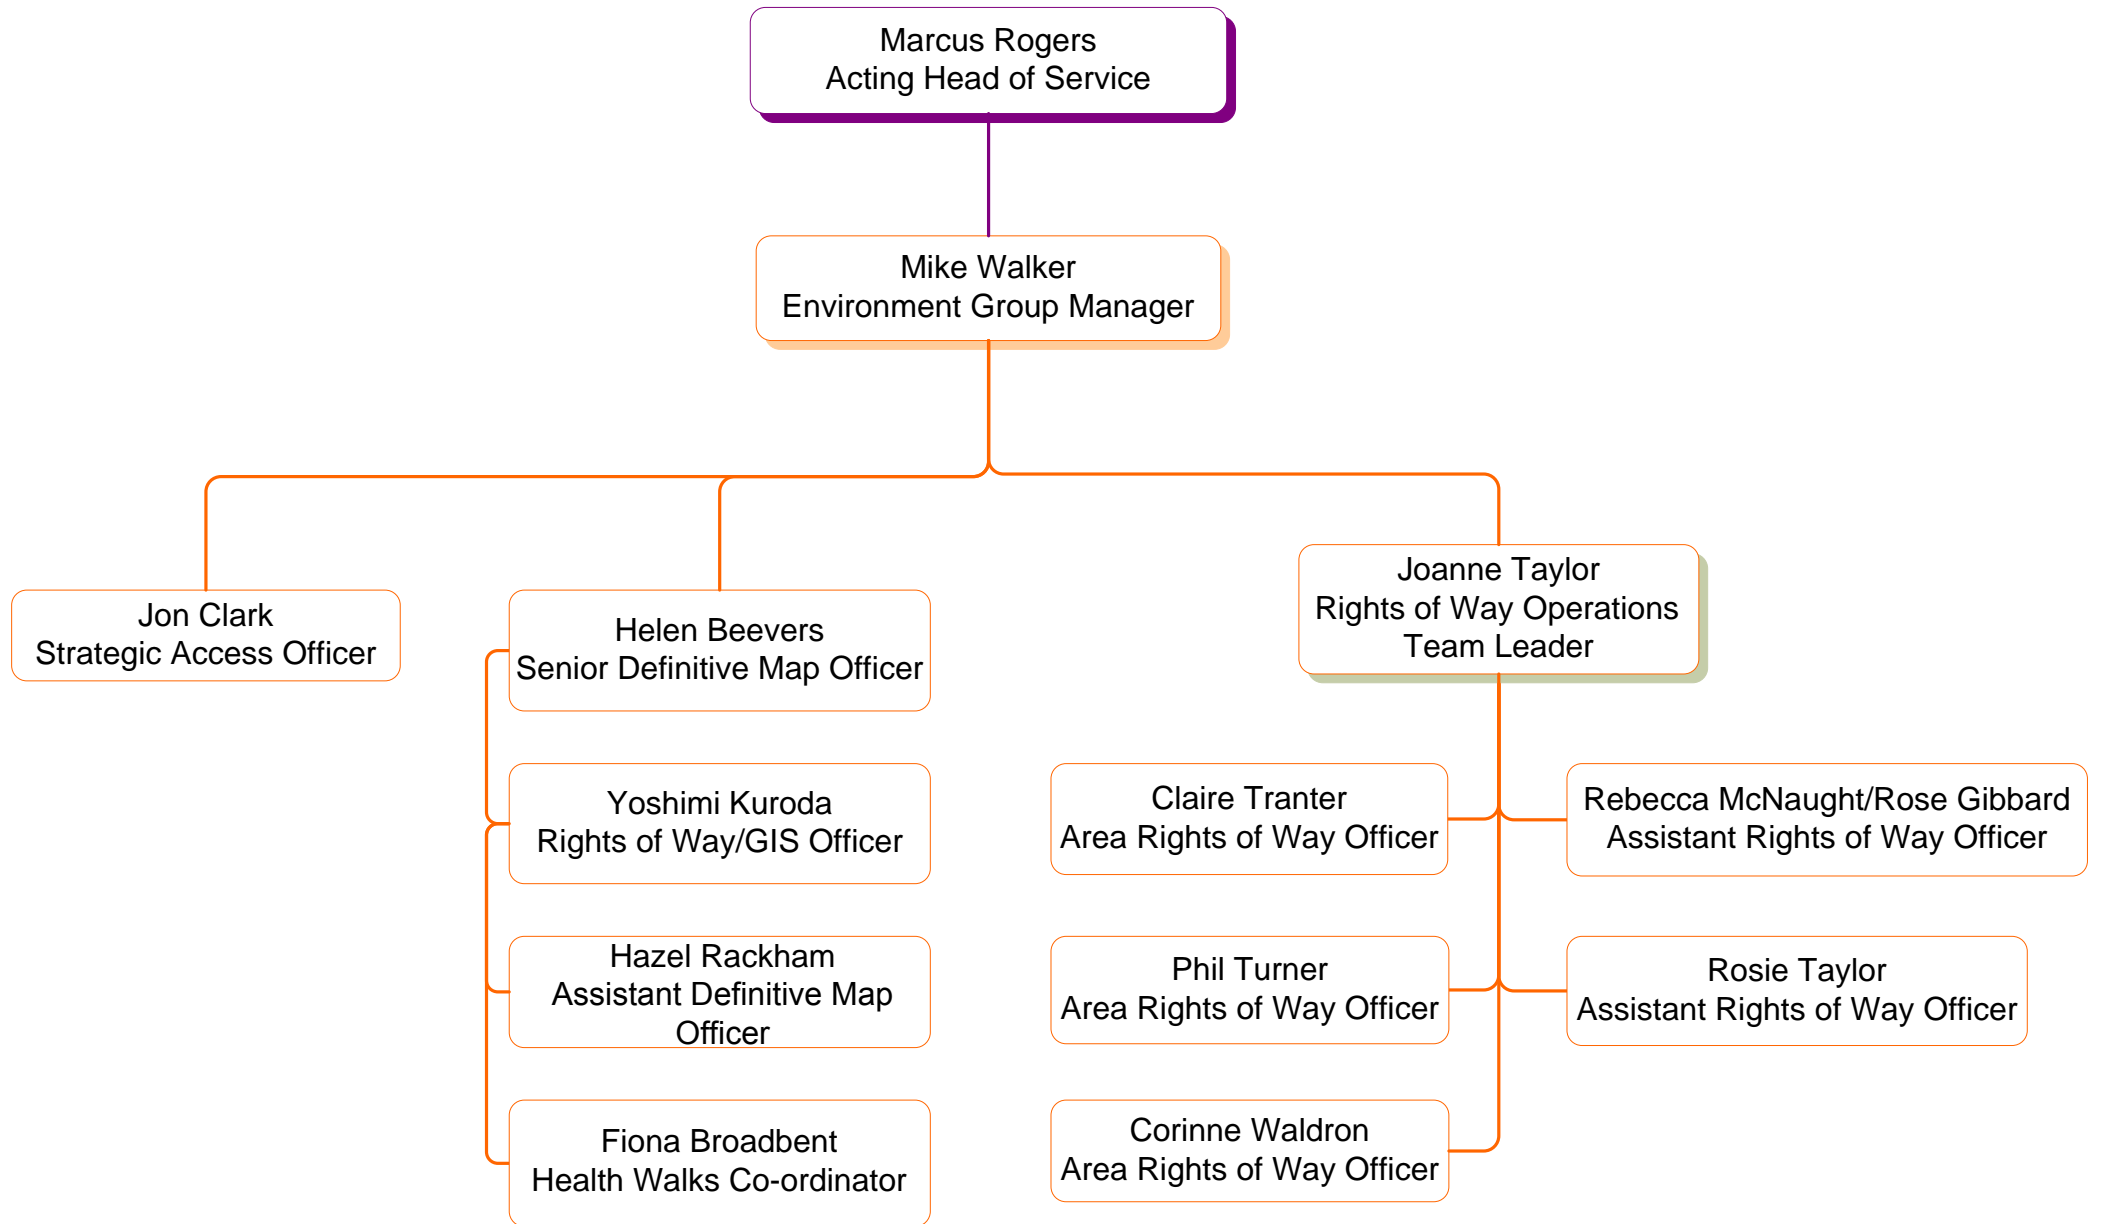 Marcus Rogers
Acting Head of Service
Mike Walker
Environment Group Manager
Jon Clark
Strategic Access Officer
Helen Beevers
Senior Definitive Map Officer
Joanne Taylor
Rights of Way Operations
Team Leader
Yoshimi Kuroda
Rights of Way/GIS Officer
Claire Tranter
Area Rights of Way Officer
Rebecca McNaught/Rose Gibbard
Assistant Rights of Way Officer
Hazel Rackham
Assistant Definitive Map
Officer
Phil Turner
Area Rights of Way Officer
Rosie Taylor
Assistant Rights of Way Officer
Fiona Broadbent
Health Walks Co-ordinator
Corinne Waldron
Area Rights of Way Officer